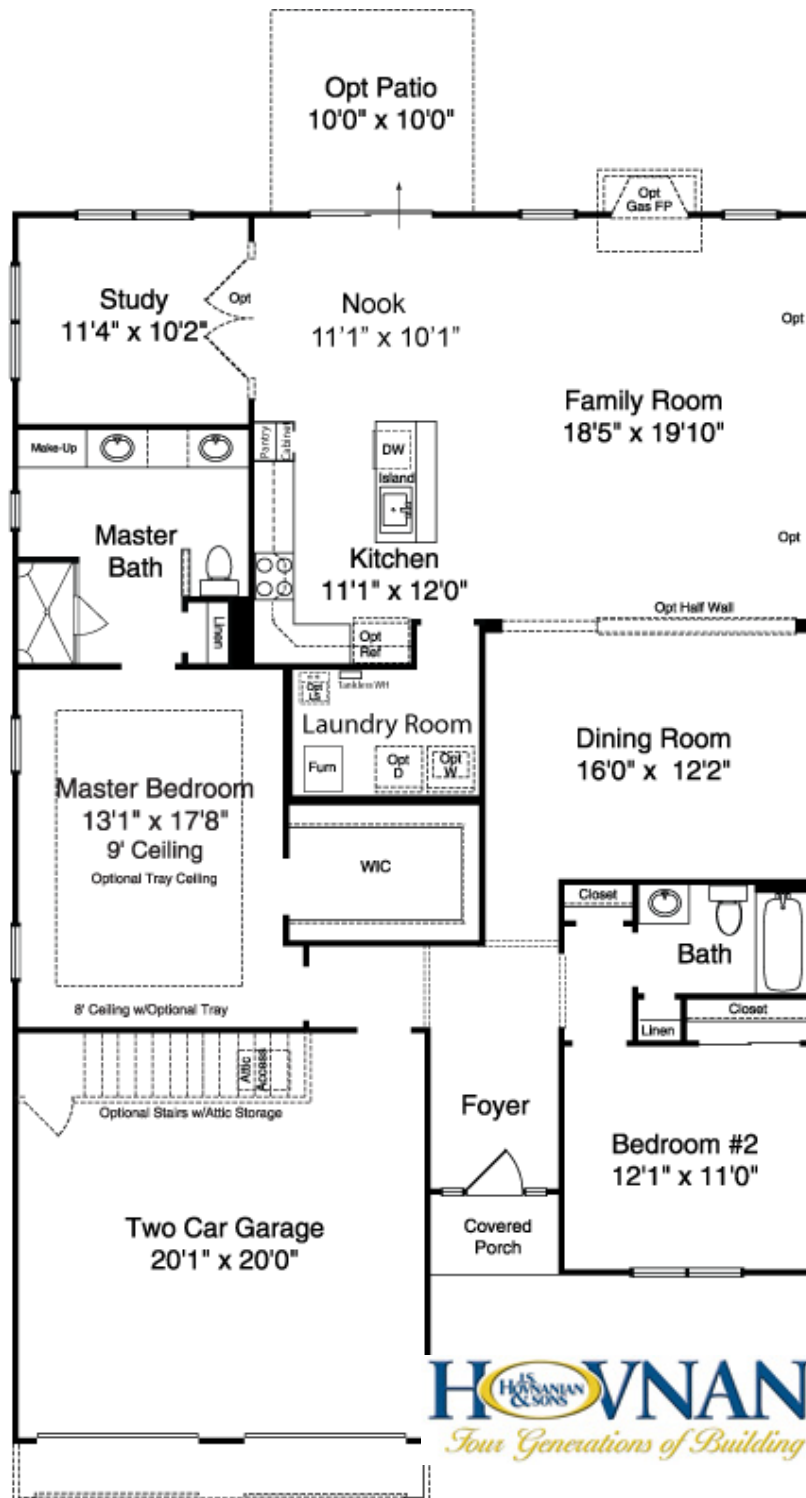 Opt Patio
10'0" x 10'0"
Opt
Gas FP
Study
11'4" x 10'2"
Opt
Nook
11'1" x 10'1"
Opt
Family Room
18'5" x 19'10"
Make-Up
Pantry
Cabinet
DW
Island
Master
Bath
Kitchen
11'1" x 12'0"
Opt
Linen
Opt
Ref
Opt Half Wall
Opt
Tankless WH
Laundry Room
Furn
Opt
D
Opt
W
Dining Room
16'0" x 12'2"
Master Bedroom
13'1" x 17'8"
9' Ceiling
Optional Tray Ceiling
WIC
Closet
Bath
8' Ceiling w/Optional Tray
Closet
Linen
Attic
Access
Optional Stairs w/Attic Storage
Foyer
Bedroom #2
12'1" x 11'0"
Two Car Garage
20'1" x 20'0"
Covered
Porch
HOVNAN
J.S.
HOVNANIAN
& SONS
Four Generations of Building